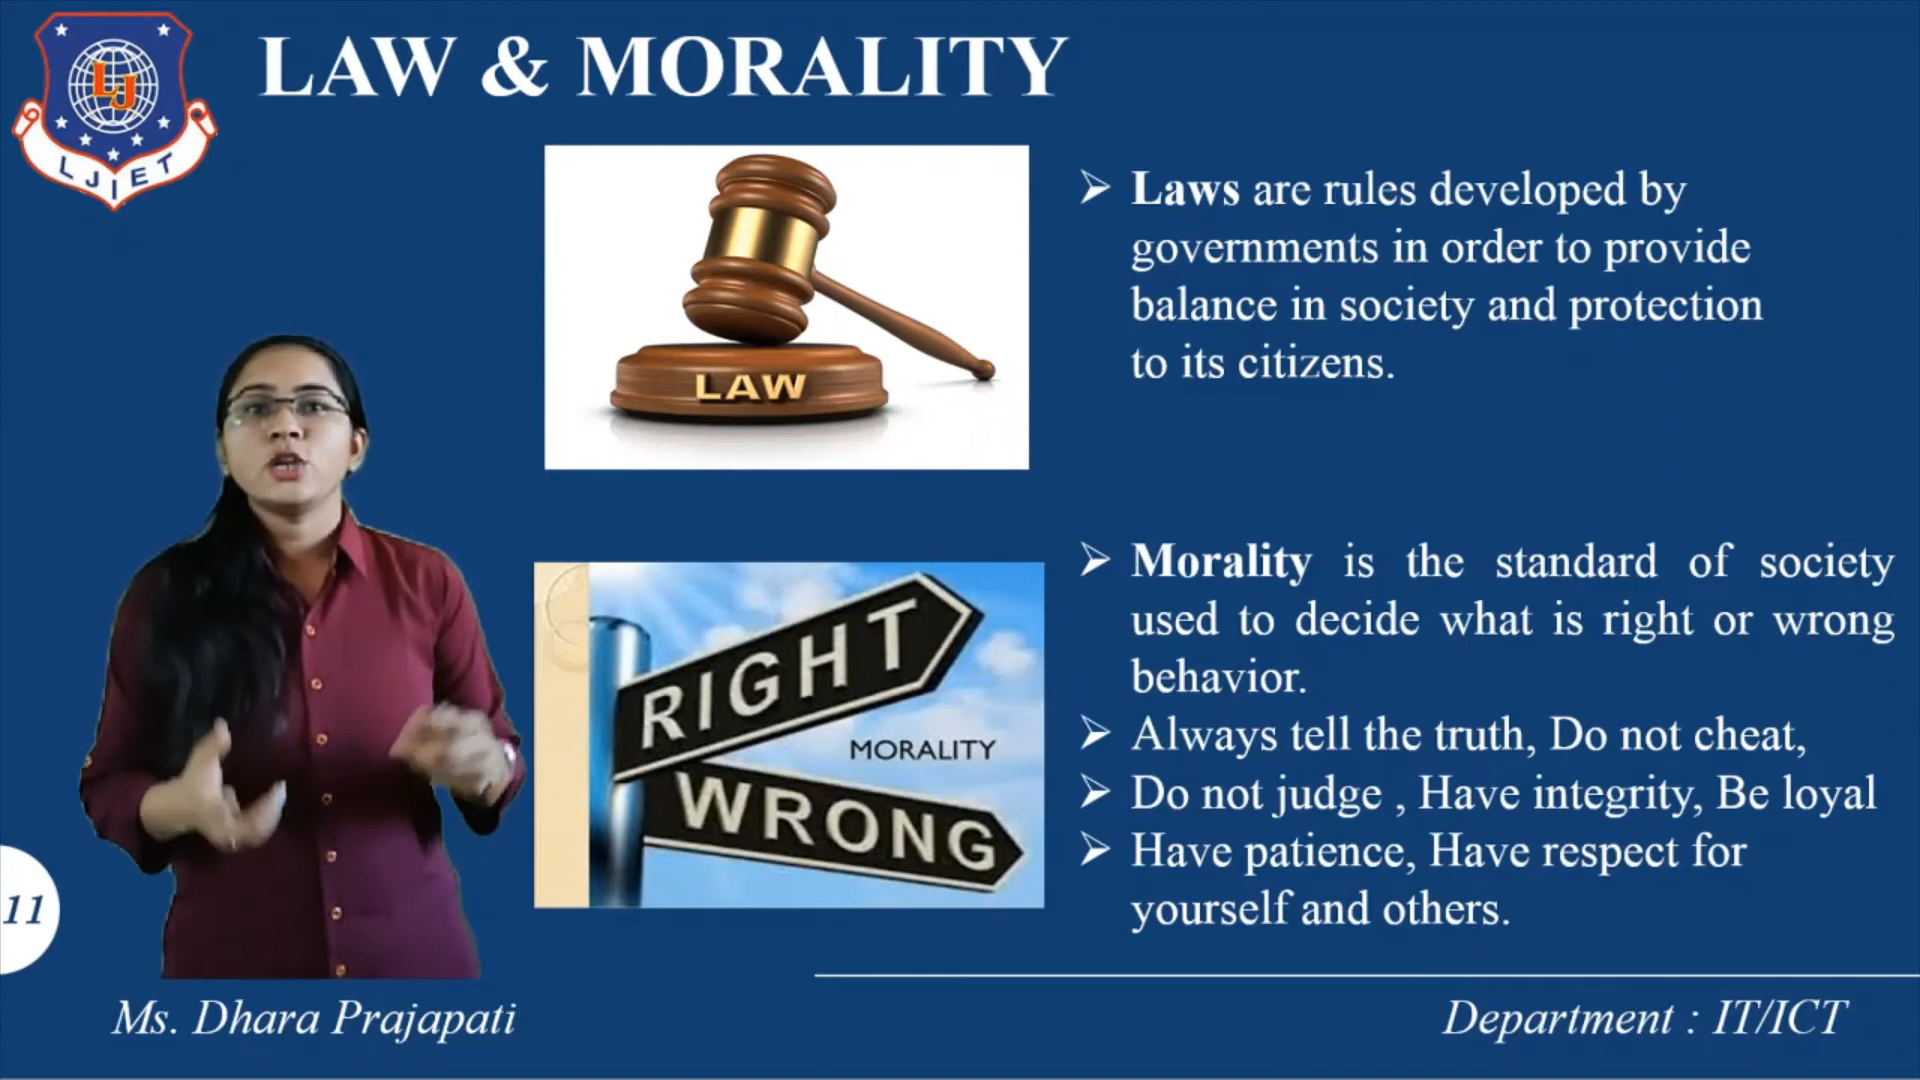 LJ
LJIET
LAW & MORALITY
LAW
➢ Laws are rules developed by
governments in order to provide
balance in society and protection
to its citizens.
RIGHT
MORALITY
WRONG
➢ Morality is the standard of society
used to decide what is right or wrong
behavior.
➢ Always tell the truth, Do not cheat,
➢ Do not judge , Have integrity, Be loyal
➢ Have patience, Have respect for
yourself and others.
11
Ms. Dhara Prajapati
Department : IT/ICT